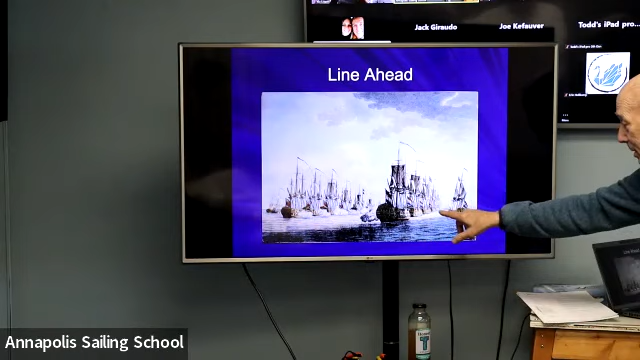 Jack Giraudo
Joe Kefauver
Todd's iPad pro...
Line Ahead
Annapolis Sailing School